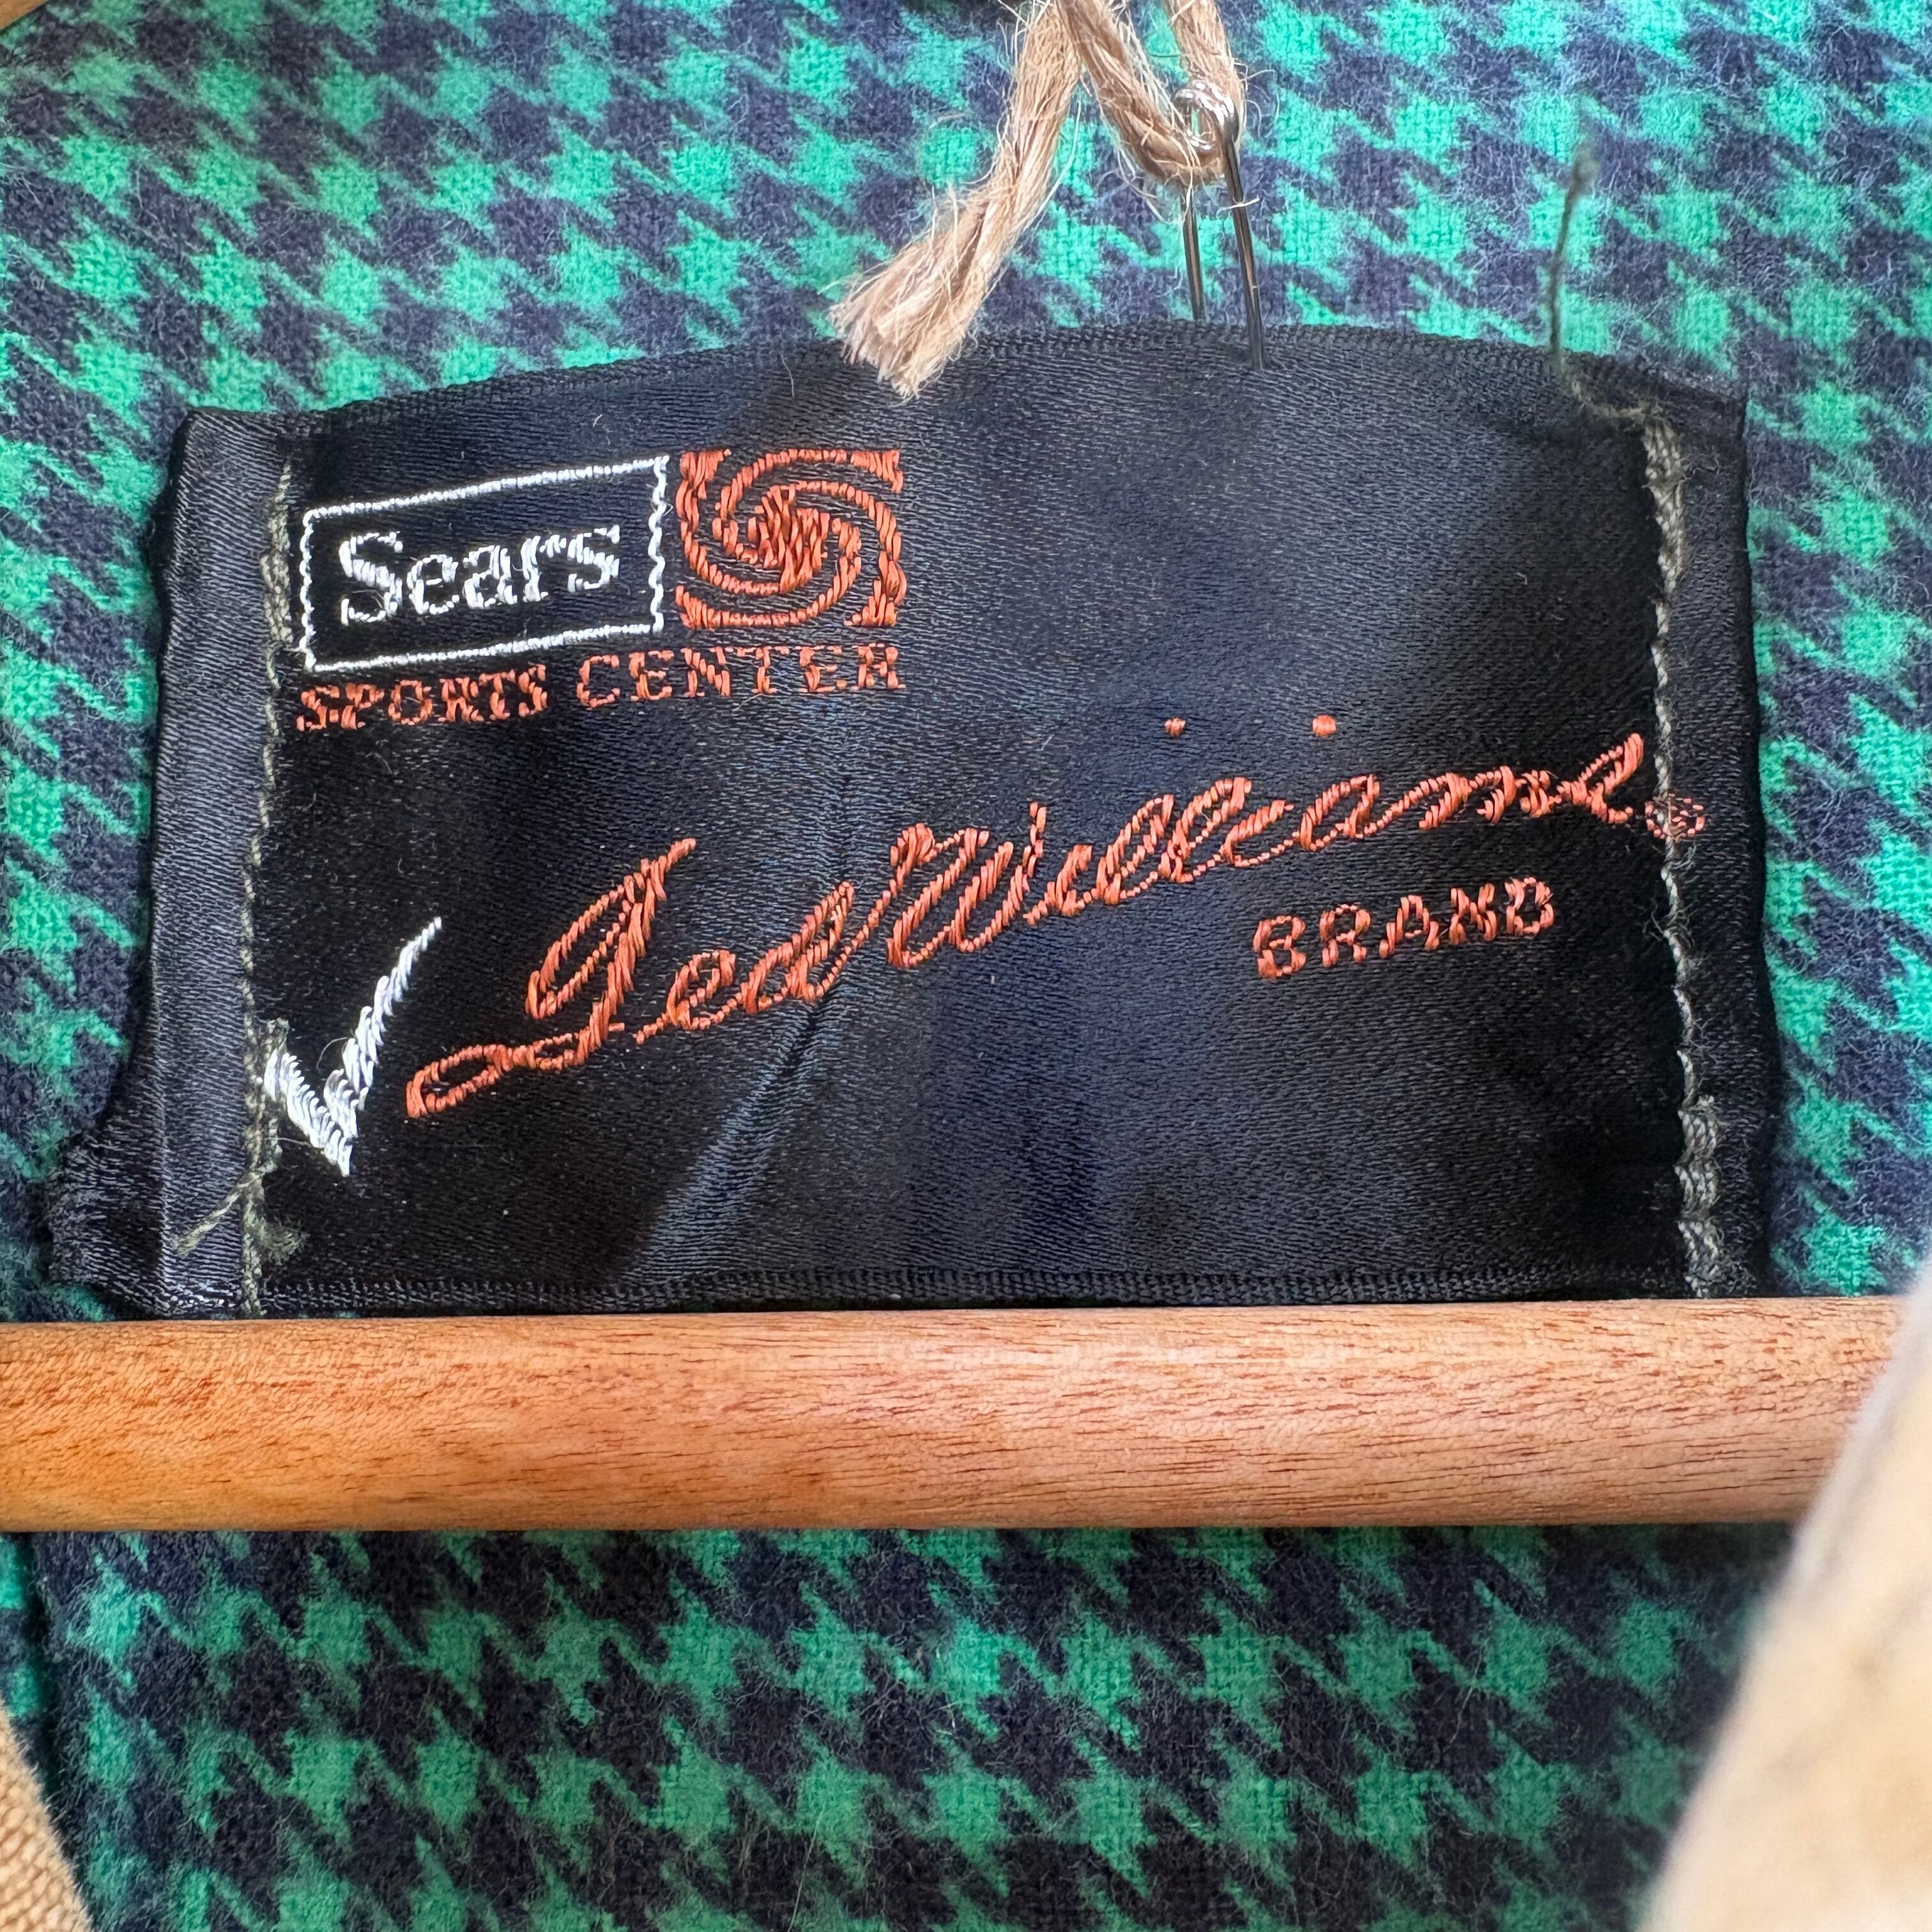 Sears
SPORTS CENTER
Ted Williams®
BRAND